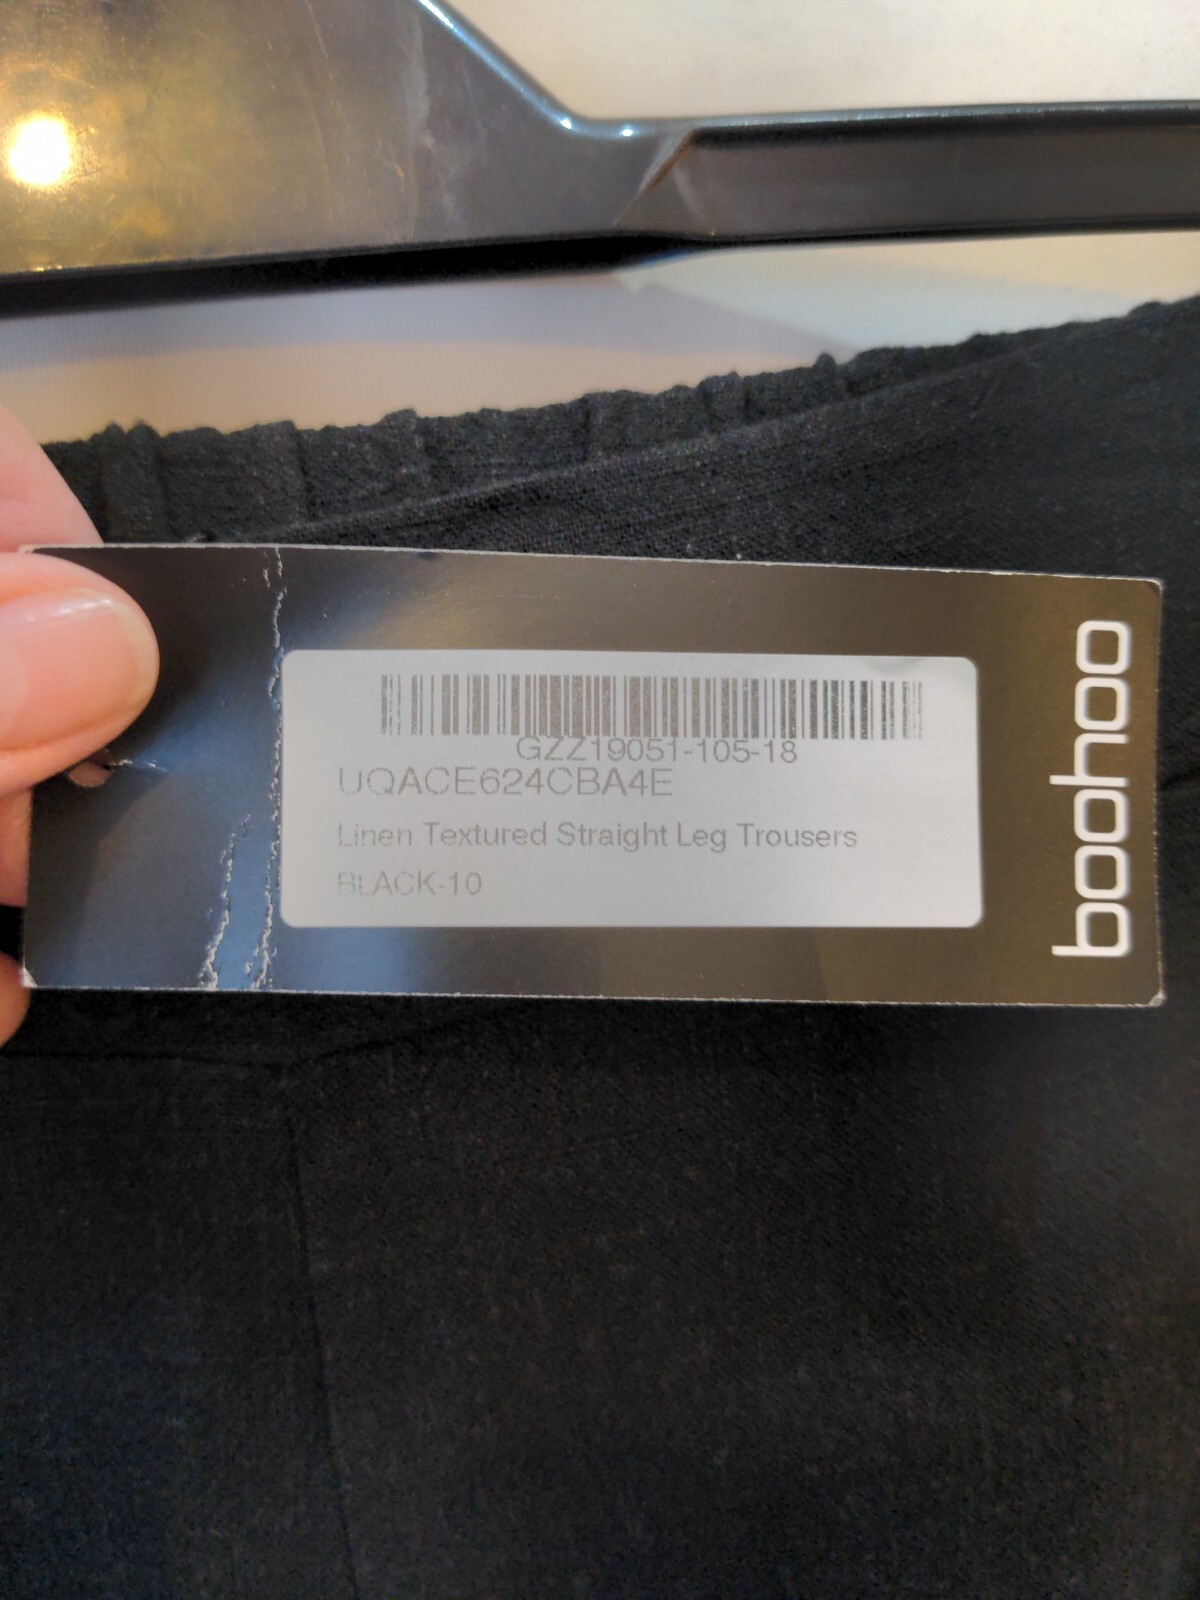 GZZ19051-105-18
UQACE624CBA4E
Linen Textured Straight Leg Trousers
BLACK-10
boohoo